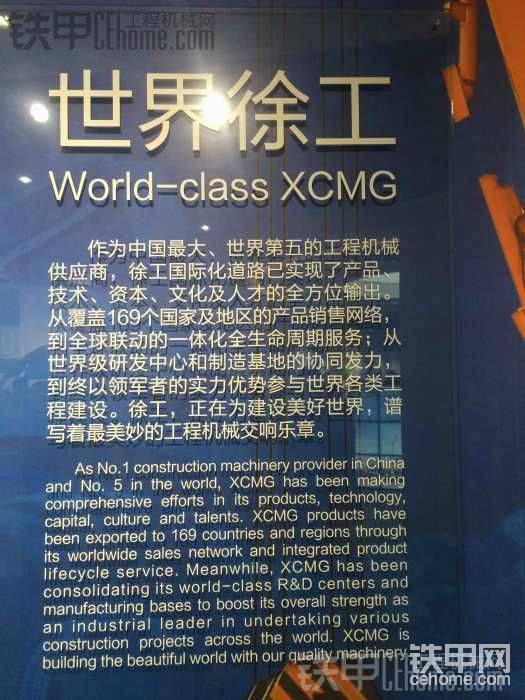 铁甲工程机械网
Cehome.com
世界徐工
World-class XCMG
作为中国最大、世界第五的工程机械
供应商，徐工国际化道路已实现了产品、
技术、资本、文化及人才的全方位输出。
从覆盖169个国家及地区的产品销售网络，
到全球联动的一体化全生命周期服务；从
世界级研发中心和制造基地的协同发力，
到终以领军者的实力优势参与世界各类工
程建设。徐工，正在为建设美好世界，谱
写着最美妙的工程机械交响乐章。
As No.1 construction machinery provider in China
and No. 5 in the world, XCMG has been making
comprehensive efforts in its products, technology,
capital, culture and talents. XCMG products have
been exported to 169 countries and regions through
its worldwide sales network and integrated product
lifecycle service. Meanwhile, XCMG has been
consolidating its world-class R&D centers and
manufacturing bases to boost its overall strength as
an industrial leader in undertaking various
construction projects across the world. XCMG is
building the beautiful world with our quality machinery
铁甲网
cehome.com